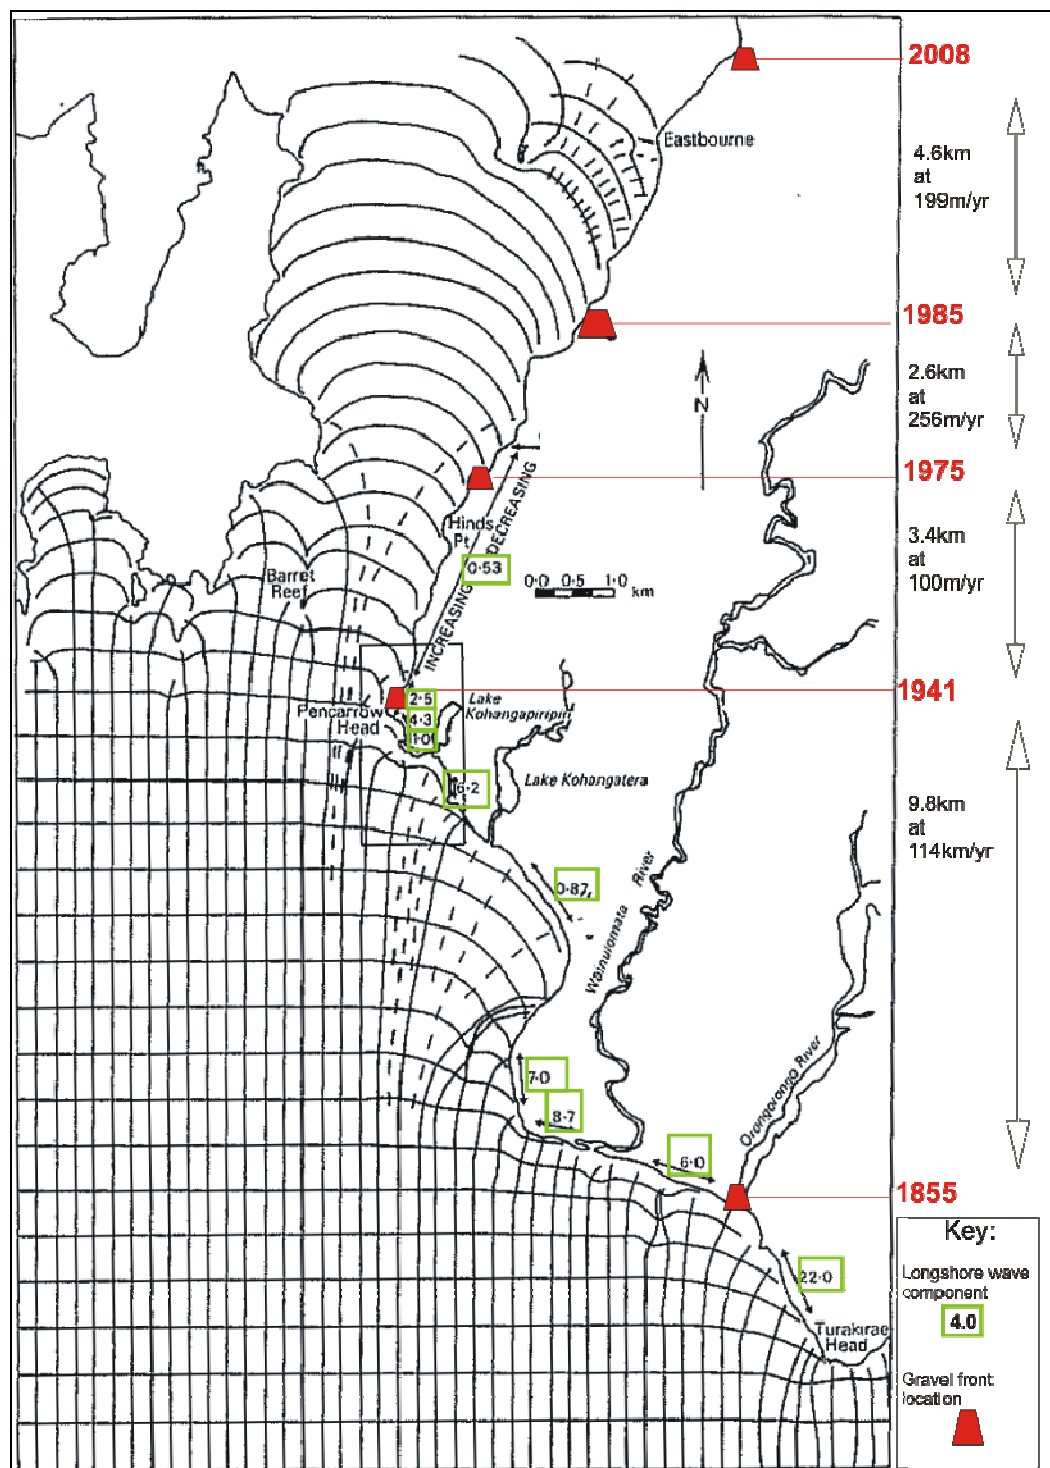 2008
Eastbourne
4.6km
at
199m/yr
1985
2.6km
at
256m/yr
N
1975
DECREASING
Hinds
Pt
0·53
INCREASING
3.4km
at
100m/yr
Barret
Reef
0·0 0·5 1·0
km
1941
2·5
4·3
1·0
Pencarrow
Head
Lake
Kohangapiripiri
6·2
Lake Kohangatera
9.8km
at
114km/yr
0·87
Wainuiomata River
7·0
8·7
6·0
Orongorongo River
1855
22·0
Turakirae
Head
Key:
Longshore wave
component
4.0
Gravel front
location